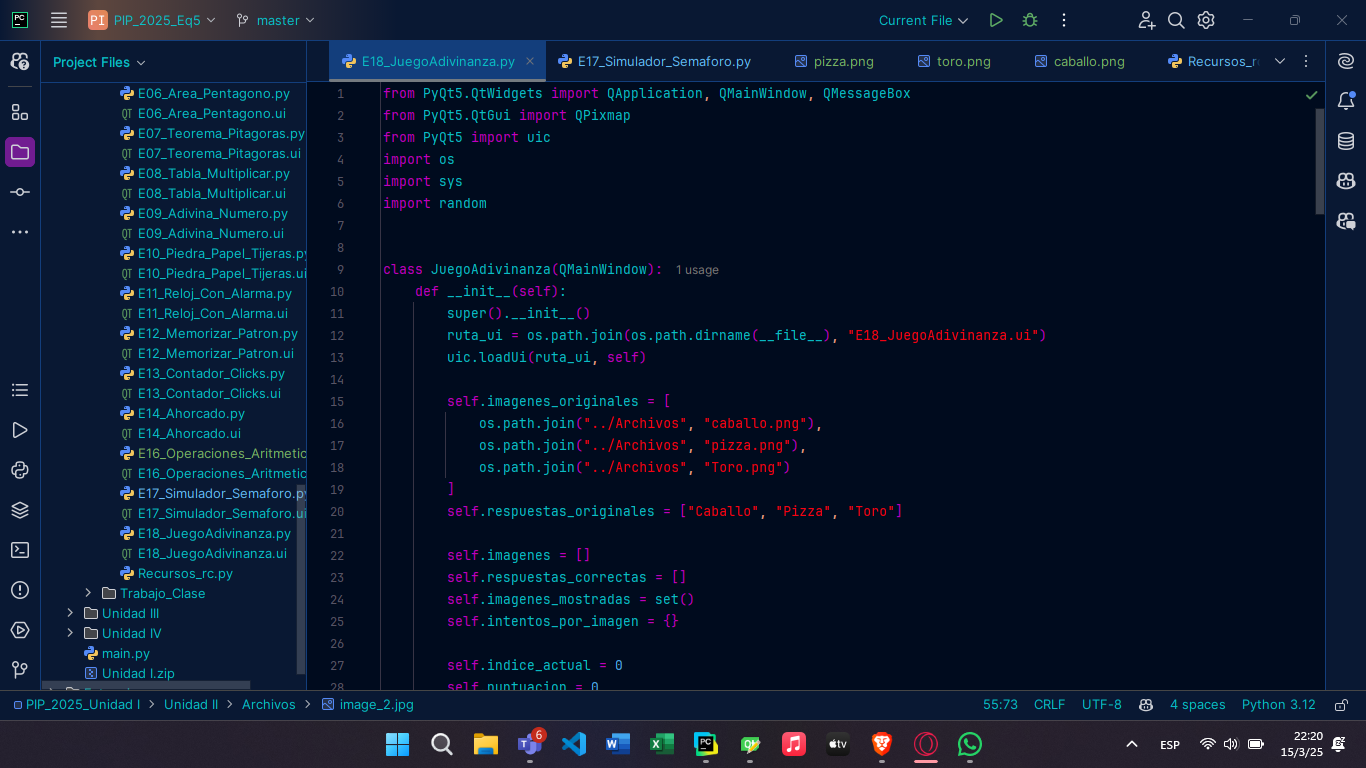 PC
PI PIP_2025_Eq5
master
Current File
Project Files
E18_JuegoAdivinanza.py
E17_Simulador_Semaforo.py
pizza.png
toro.png
caballo.png
Recursos_r
E06_Area_Pentagono.py
E06_Area_Pentagono.ui
E07_Teorema_Pitagoras.py
E07_Teorema_Pitagoras.ui
E08_Tabla_Multiplicar.py
E08_Tabla_Multiplicar.ui
E09_Adivina_Numero.py
E09_Adivina_Numero.ui
E10_Piedra_Papel_Tijeras.py
E10_Piedra_Papel_Tijeras.ui
E11_Reloj_Con_Alarma.py
E11_Reloj_Con_Alarma.ui
E12_Memorizar_Patron.py
E12_Memorizar_Patron.ui
E13_Contador_Clicks.py
E13_Contador_Clicks.ui
E14_Ahorcado.py
E14_Ahorcado.ui
E16_Operaciones_Aritmetic
E16_Operaciones_Aritmetic
E17_Simulador_Semaforo.py
E17_Simulador_Semaforo.ui
E18_JuegoAdivinanza.py
E18_JuegoAdivinanza.ui
Recursos_rc.py
Trabajo_Clase
Unidad III
Unidad IV
main.py
Unidad I.zip
1 from PyQt5.QtWidgets import QApplication, QMainWindow, QMessageBox
2 from PyQt5.QtGui import QPixmap
3 from PyQt5 import uic
4 import os
5 import sys
6 import random
7
8
9 class JuegoAdivinanza(QMainWindow): 1 usage
10 def __init__(self):
11 super().__init__()
12 ruta_ui = os.path.join(os.path.dirname(__file__), "E18_JuegoAdivinanza.ui")
13 uic.loadUi(ruta_ui, self)
14
15 self.imagenes_originales = [
16 os.path.join("../Archivos", "caballo.png"),
17 os.path.join("../Archivos", "pizza.png"),
18 os.path.join("../Archivos", "Toro.png")
19 ]
20 self.respuestas_originales = ["Caballo", "Pizza", "Toro"]
21
22 self.imagenes = []
23 self.respuestas_correctas = []
24 self.imagenes_mostradas = set()
25 self.intentos_por_imagen = {}
26
27 self.indice_actual = 0
28 self.puntuacion = 0
PIP_2025_Unidad I > Unidad II > Archivos > image_2.jpg
55:73 CRLF UTF-8 4 spaces Python 3.12
6
PC
tv
ESP
22:20
15/3/25